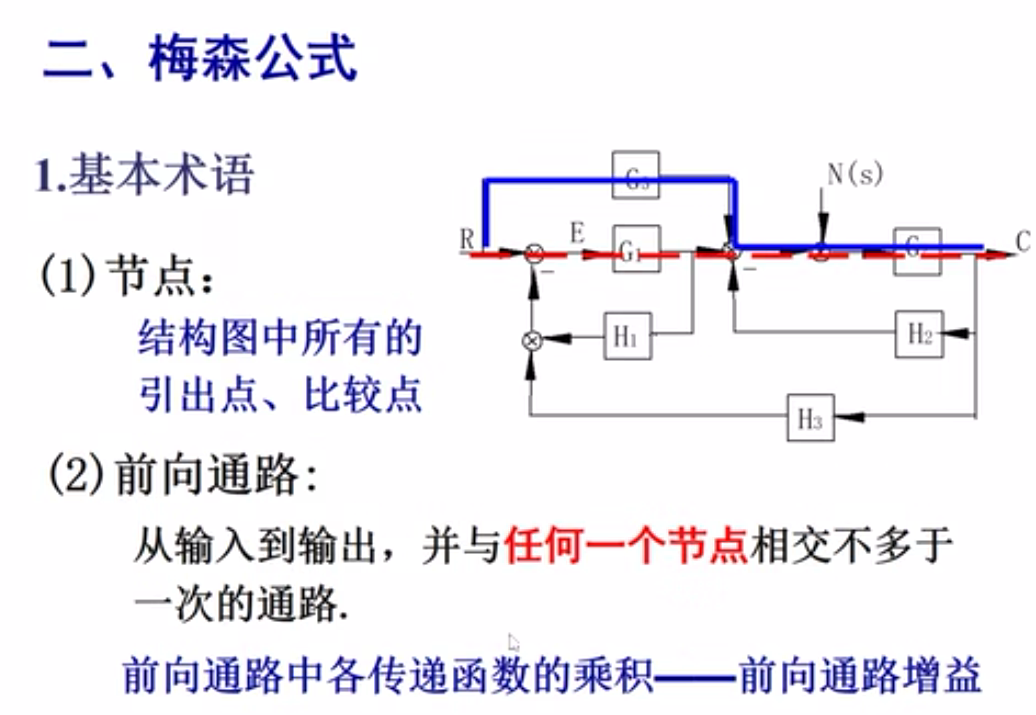 二、梅森公式
1.基本术语
(1)节点：
结构图中所有的
引出点、比较点
(2)前向通路:
从输入到输出，并与任何一个节点相交不多于
一次的通路.
前向通路中各传递函数的乘积——前向通路增益
G₃
N(s)
R
E
G₁
C
−
−
H₁
H₂
H₃